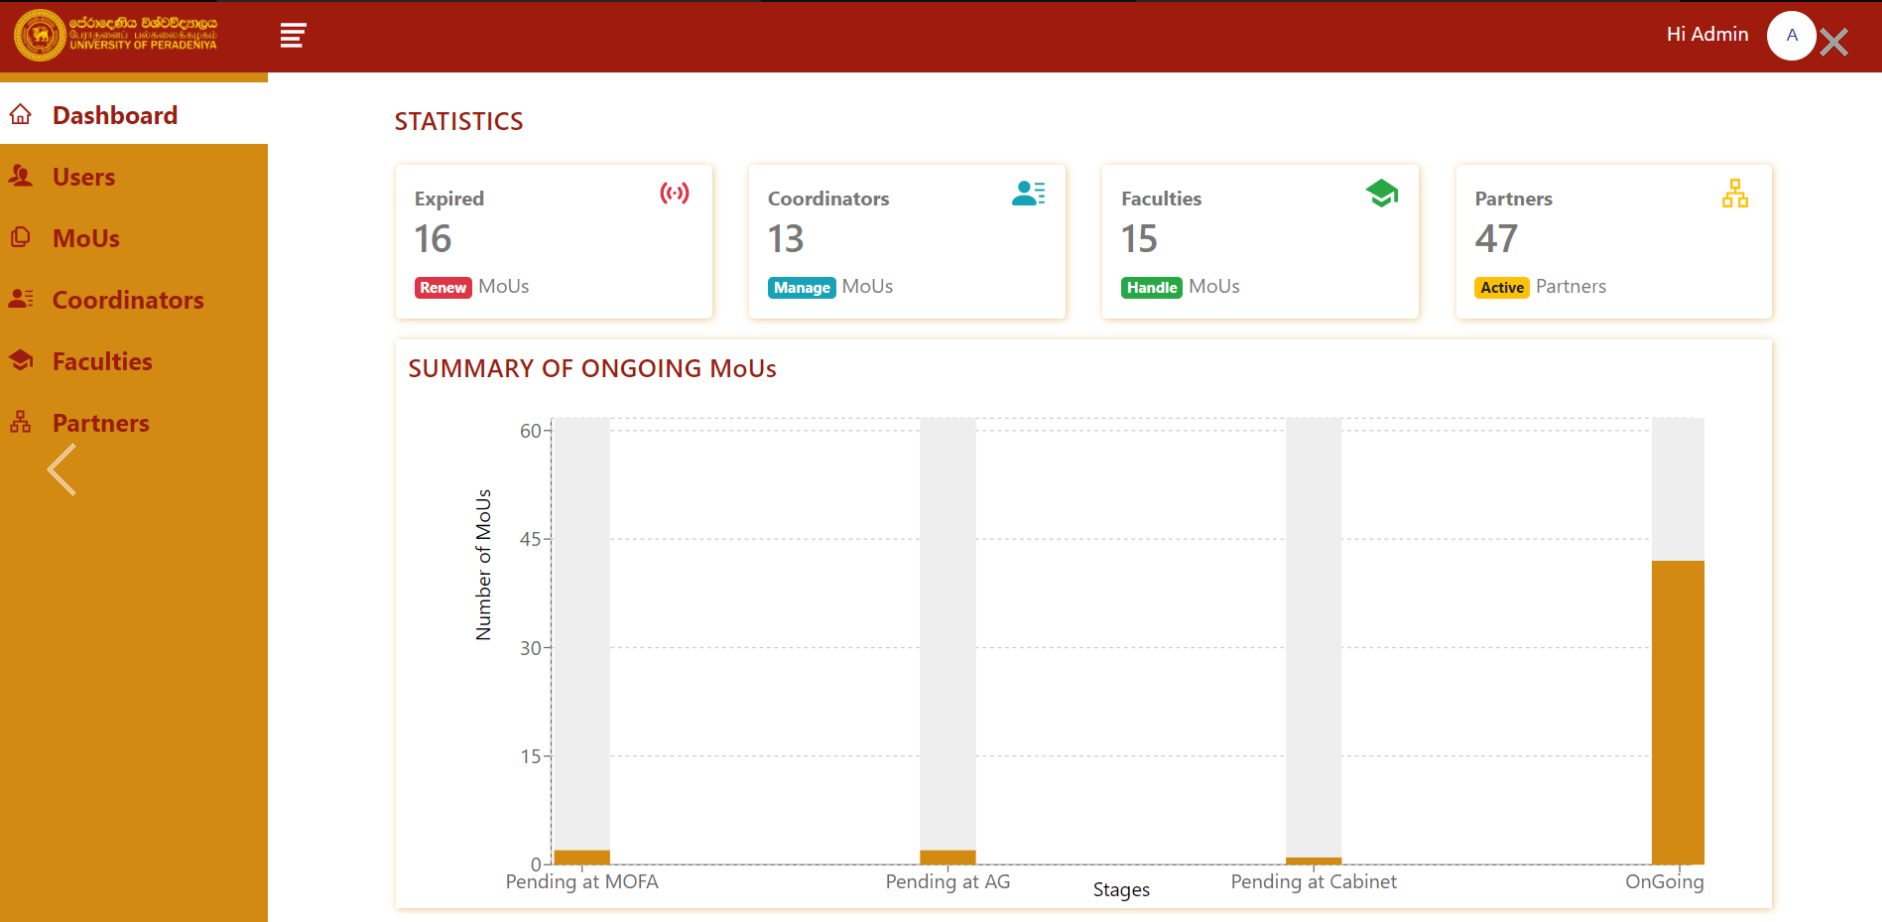 පේරාදෙණිය විශ්වවිද්‍යාලය
பேராதனைப் பல்கலைக்கழகம்
UNIVERSITY OF PERADENIYA
Hi Admin
A
Dashboard
Users
MoUs
Coordinators
Faculties
Partners
STATISTICS
Expired
16
Renew MoUs
Coordinators
13
Manage MoUs
Faculties
15
Handle MoUs
Partners
47
Active Partners
SUMMARY OF ONGOING MoUs
Number of MoUs
60
45
30
15
0
Pending at MOFA
Pending at AG
Pending at Cabinet
OnGoing
Stages